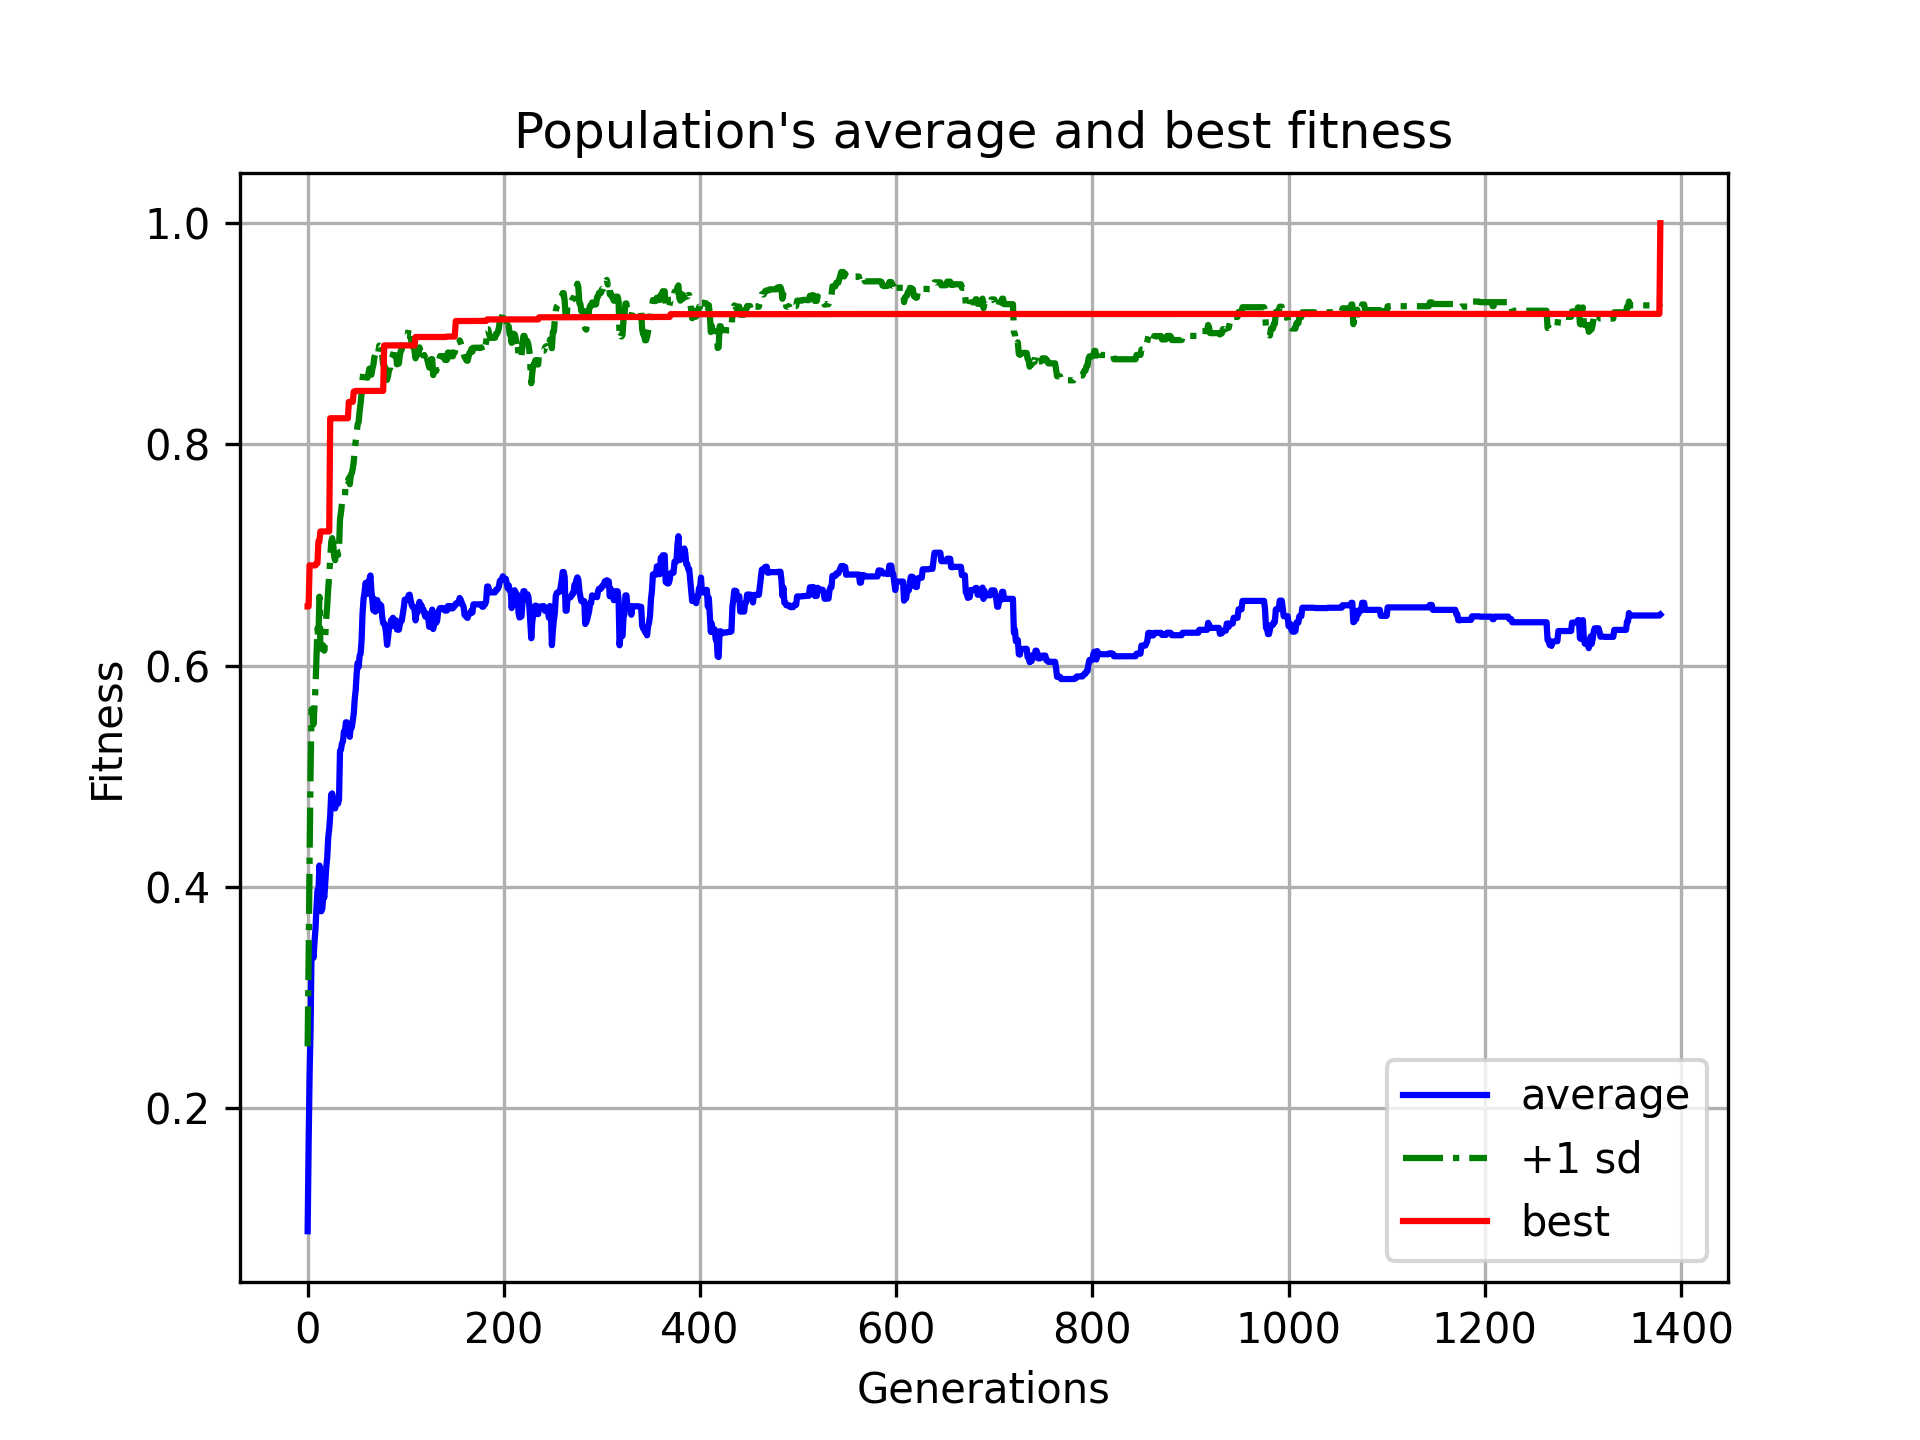 Population's average and best fitness
1.0
0.8
0.6
0.4
0.2
Fitness
average
+1 sd
best
0 200 400 600 800 1000 1200 1400
Generations